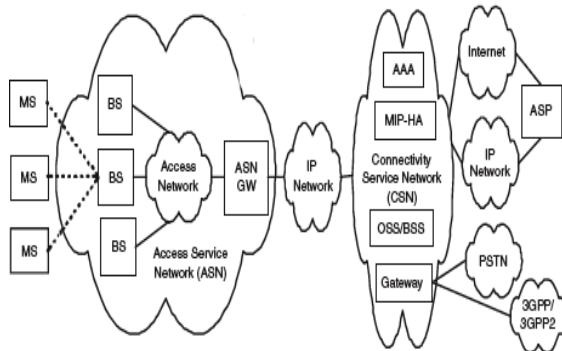 MS
MS
MS
BS
BS
BS
Access
Network
ASN
GW
Access Service
Network (ASN)
IP
Network
AAA
MIP-HA
Connectivity
Service Network
(CSN)
OSS/BSS
Gateway
Internet
IP
Network
ASP
PSTN
3GPP/
3GPP2